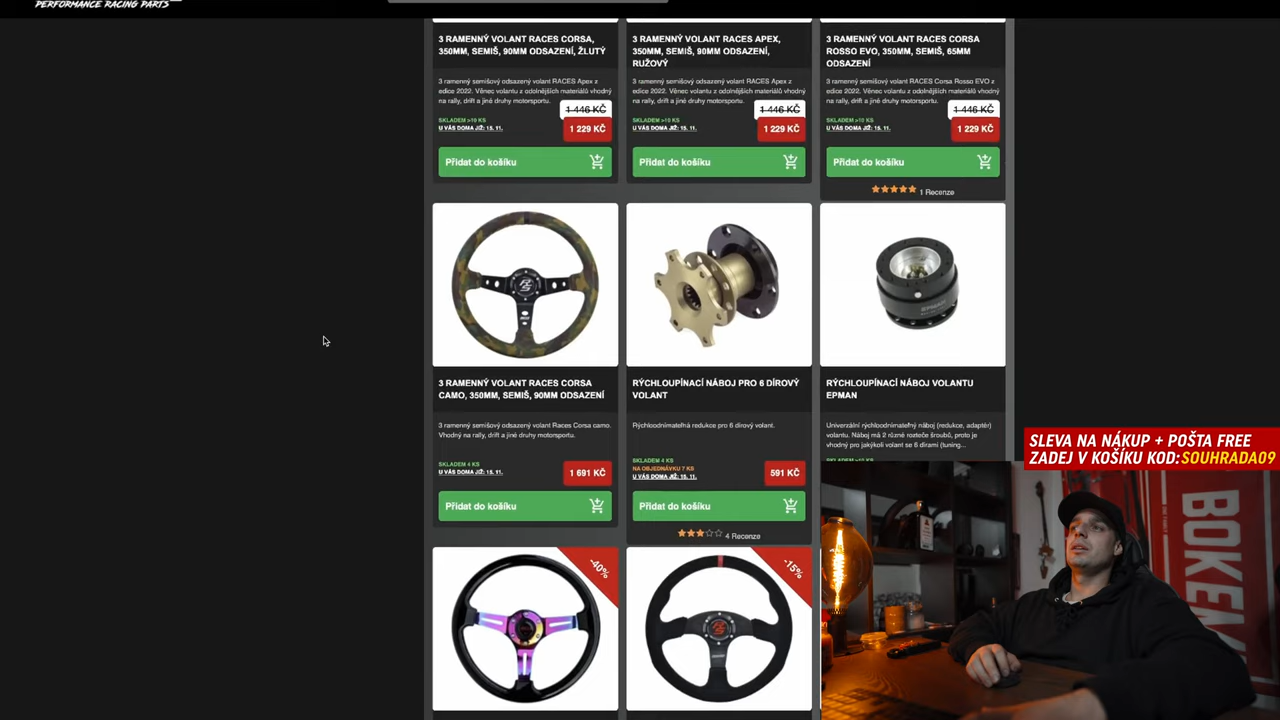 PERFORMANCE RACING PARTS
3 RAMENNÝ VOLANT RACES CORSA,
350MM, SEMIŠ, 90MM ODSAZENÍ, ŽLUTÝ
3 ramenný semišový odsazený volant RACES Apex z
edice 2022. Věnec volantu z odolnějších materiálů vhodný
na rally, drift a jiné druhy motorsportu.
1 446 KČ
SKLADEM >10 KS
U VÁS DOMA JIŽ: 15. 11.
1 229 KČ
Přidat do košíku
3 RAMENNÝ VOLANT RACES APEX,
350MM, SEMIŠ, 90MM ODSAZENÍ,
RUŽOVÝ
3 ramenný semišový odsazený volant RACES Apex z
edice 2022. Věnec volantu z odolnějších materiálů vhodný
na rally, drift a jiné druhy motorsportu.
1 446 KČ
SKLADEM >10 KS
U VÁS DOMA JIŽ: 15. 11.
1 229 KČ
Přidat do košíku
3 RAMENNÝ VOLANT RACES CORSA
ROSSO EVO, 350MM, SEMIŠ, 65MM
ODSAZENÍ
3 ramenný semišový volant RACES Corsa Rosso EVO z
edice 2022. Věnec volantu z odolnějších materiálů vhodný
na rally, drift a jiné druhy motorsportu.
1 446 KČ
SKLADEM >10 KS
U VÁS DOMA JIŽ: 15. 11.
1 229 KČ
Přidat do košíku
1 Recenze
3 RAMENNÝ VOLANT RACES CORSA
CAMO, 350MM, SEMIŠ, 90MM ODSAZENÍ
3 ramenný semišový odsazený volant Races Corsa camo.
Vhodný na rally, drift a jiné druhy motorsportu.
SKLADEM 4 KS
U VÁS DOMA JIŽ: 15. 11.
1 691 KČ
Přidat do košíku
RÝCHLOUPÍNACÍ NÁBOJ PRO 6 DÍROVÝ
VOLANT
Rýchloodnímateľná redukce pro 6 dírový volant.
SKLADEM 4 KS
NA OBJEDNÁVKU 7 KS
U VÁS DOMA JIŽ: 15. 11.
591 KČ
Přidat do košíku
4 Recenze
RÝCHLOUPÍNACÍ NÁBOJ VOLANTU
EPMAN
Univerzální rýchloodnímateľný náboj (redukce, adaptér)
volantu. Náboj má 2 různé rozteče šroubů, proto je
vhodný pro jakýkoli volant se 6 dírami (tuning...
-40%
-15%
SLEVA NA NÁKUP + POŠTA FREE
ZADEJ V KOŠÍKU KOD:SOUHRADA09